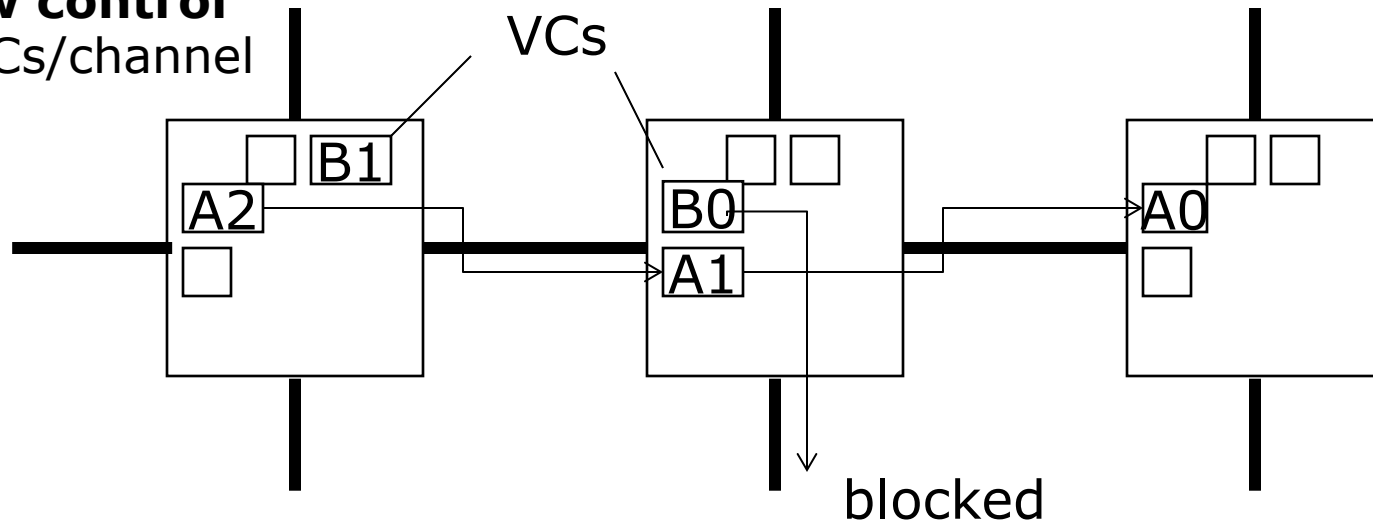 control
Cs/channel
VCs
B1
A2
B0
A1
A0
blocked